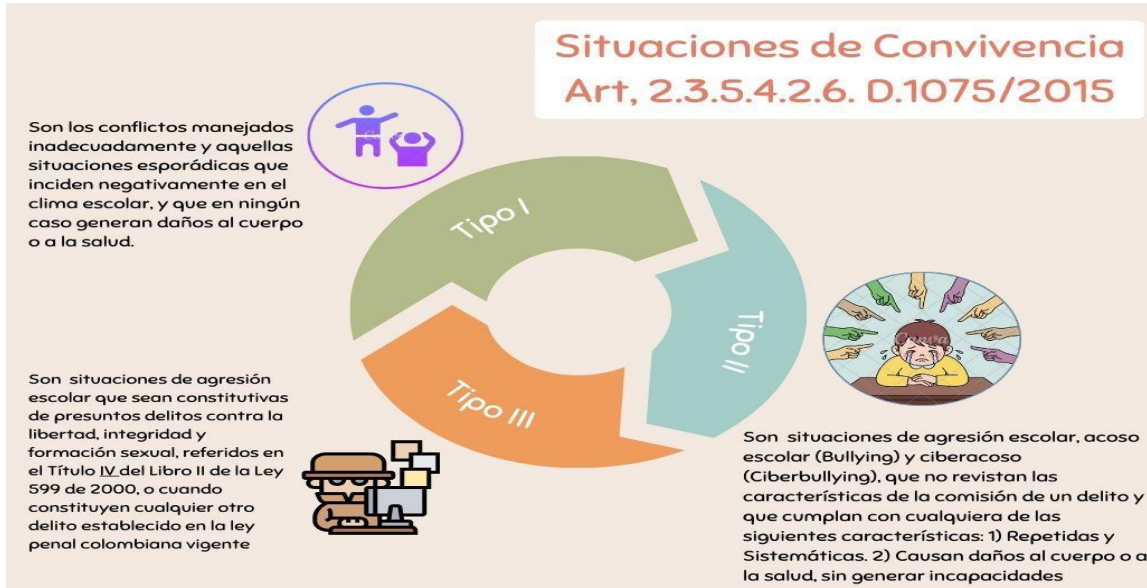 Situaciones de Convivencia
Art, 2.3.5.4.2.6. D.1075/2015
Son los conflictos manejados
inadecuadamente y aquellas
situaciones esporádicas que
inciden negativamente en el
clima escolar, y que en ningún
caso generan daños al cuerpo
o a la salud.
Tipo I
Tipo II
Tipo III
Canva
Son situaciones de agresión
escolar que sean constitutivas
de presuntos delitos contra la
libertad, integridad y
formación sexual, referidos en
el Título IV del Libro II de la Ley
599 de 2000, o cuando
constituyen cualquier otro
delito establecido en la ley
penal colombiana vigente
Son situaciones de agresión escolar, acoso
escolar (Bullying) y ciberacoso
(Ciberbullying), que no revistan las
características de la comisión de un delito y
que cumplan con cualquiera de las
siguientes características: 1) Repetidas y
Sistemáticas. 2) Causan daños al cuerpo o a
la salud, sin generar incapacidades